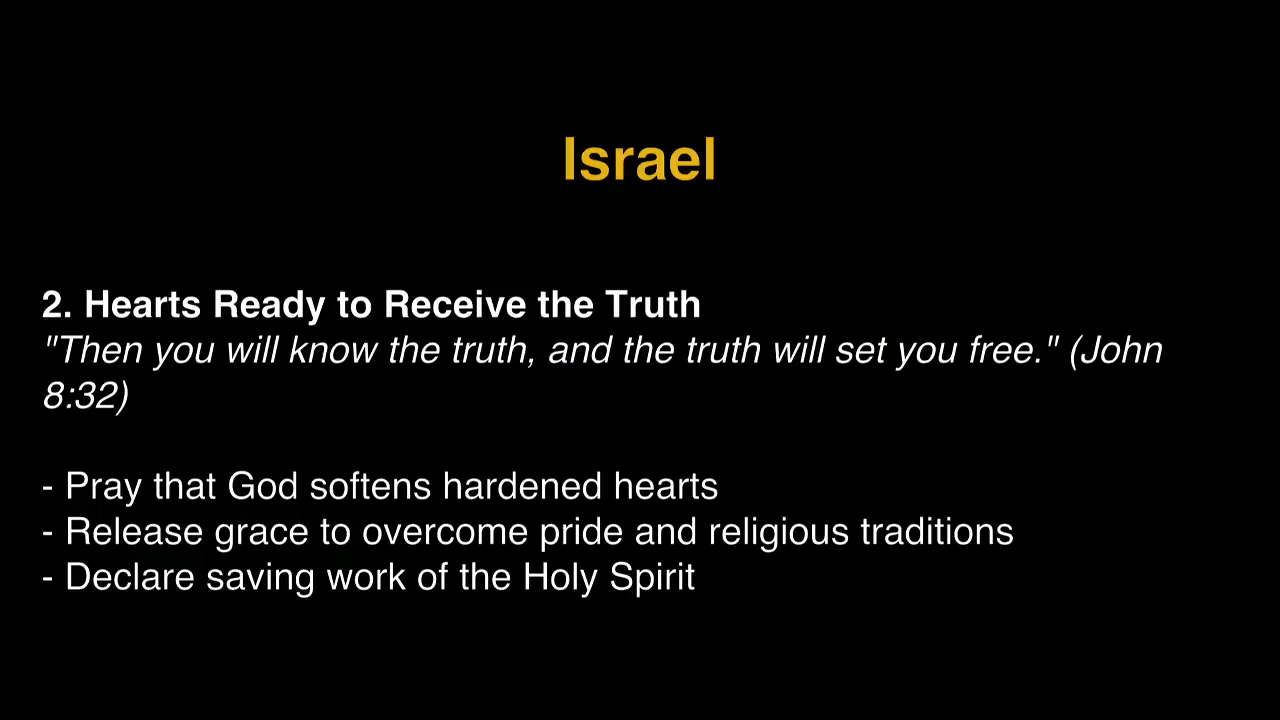 Israel
2. Hearts Ready to Receive the Truth
"Then you will know the truth, and the truth will set you free." (John
8:32)
- Pray that God softens hardened hearts
- Release grace to overcome pride and religious traditions
- Declare saving work of the Holy Spirit